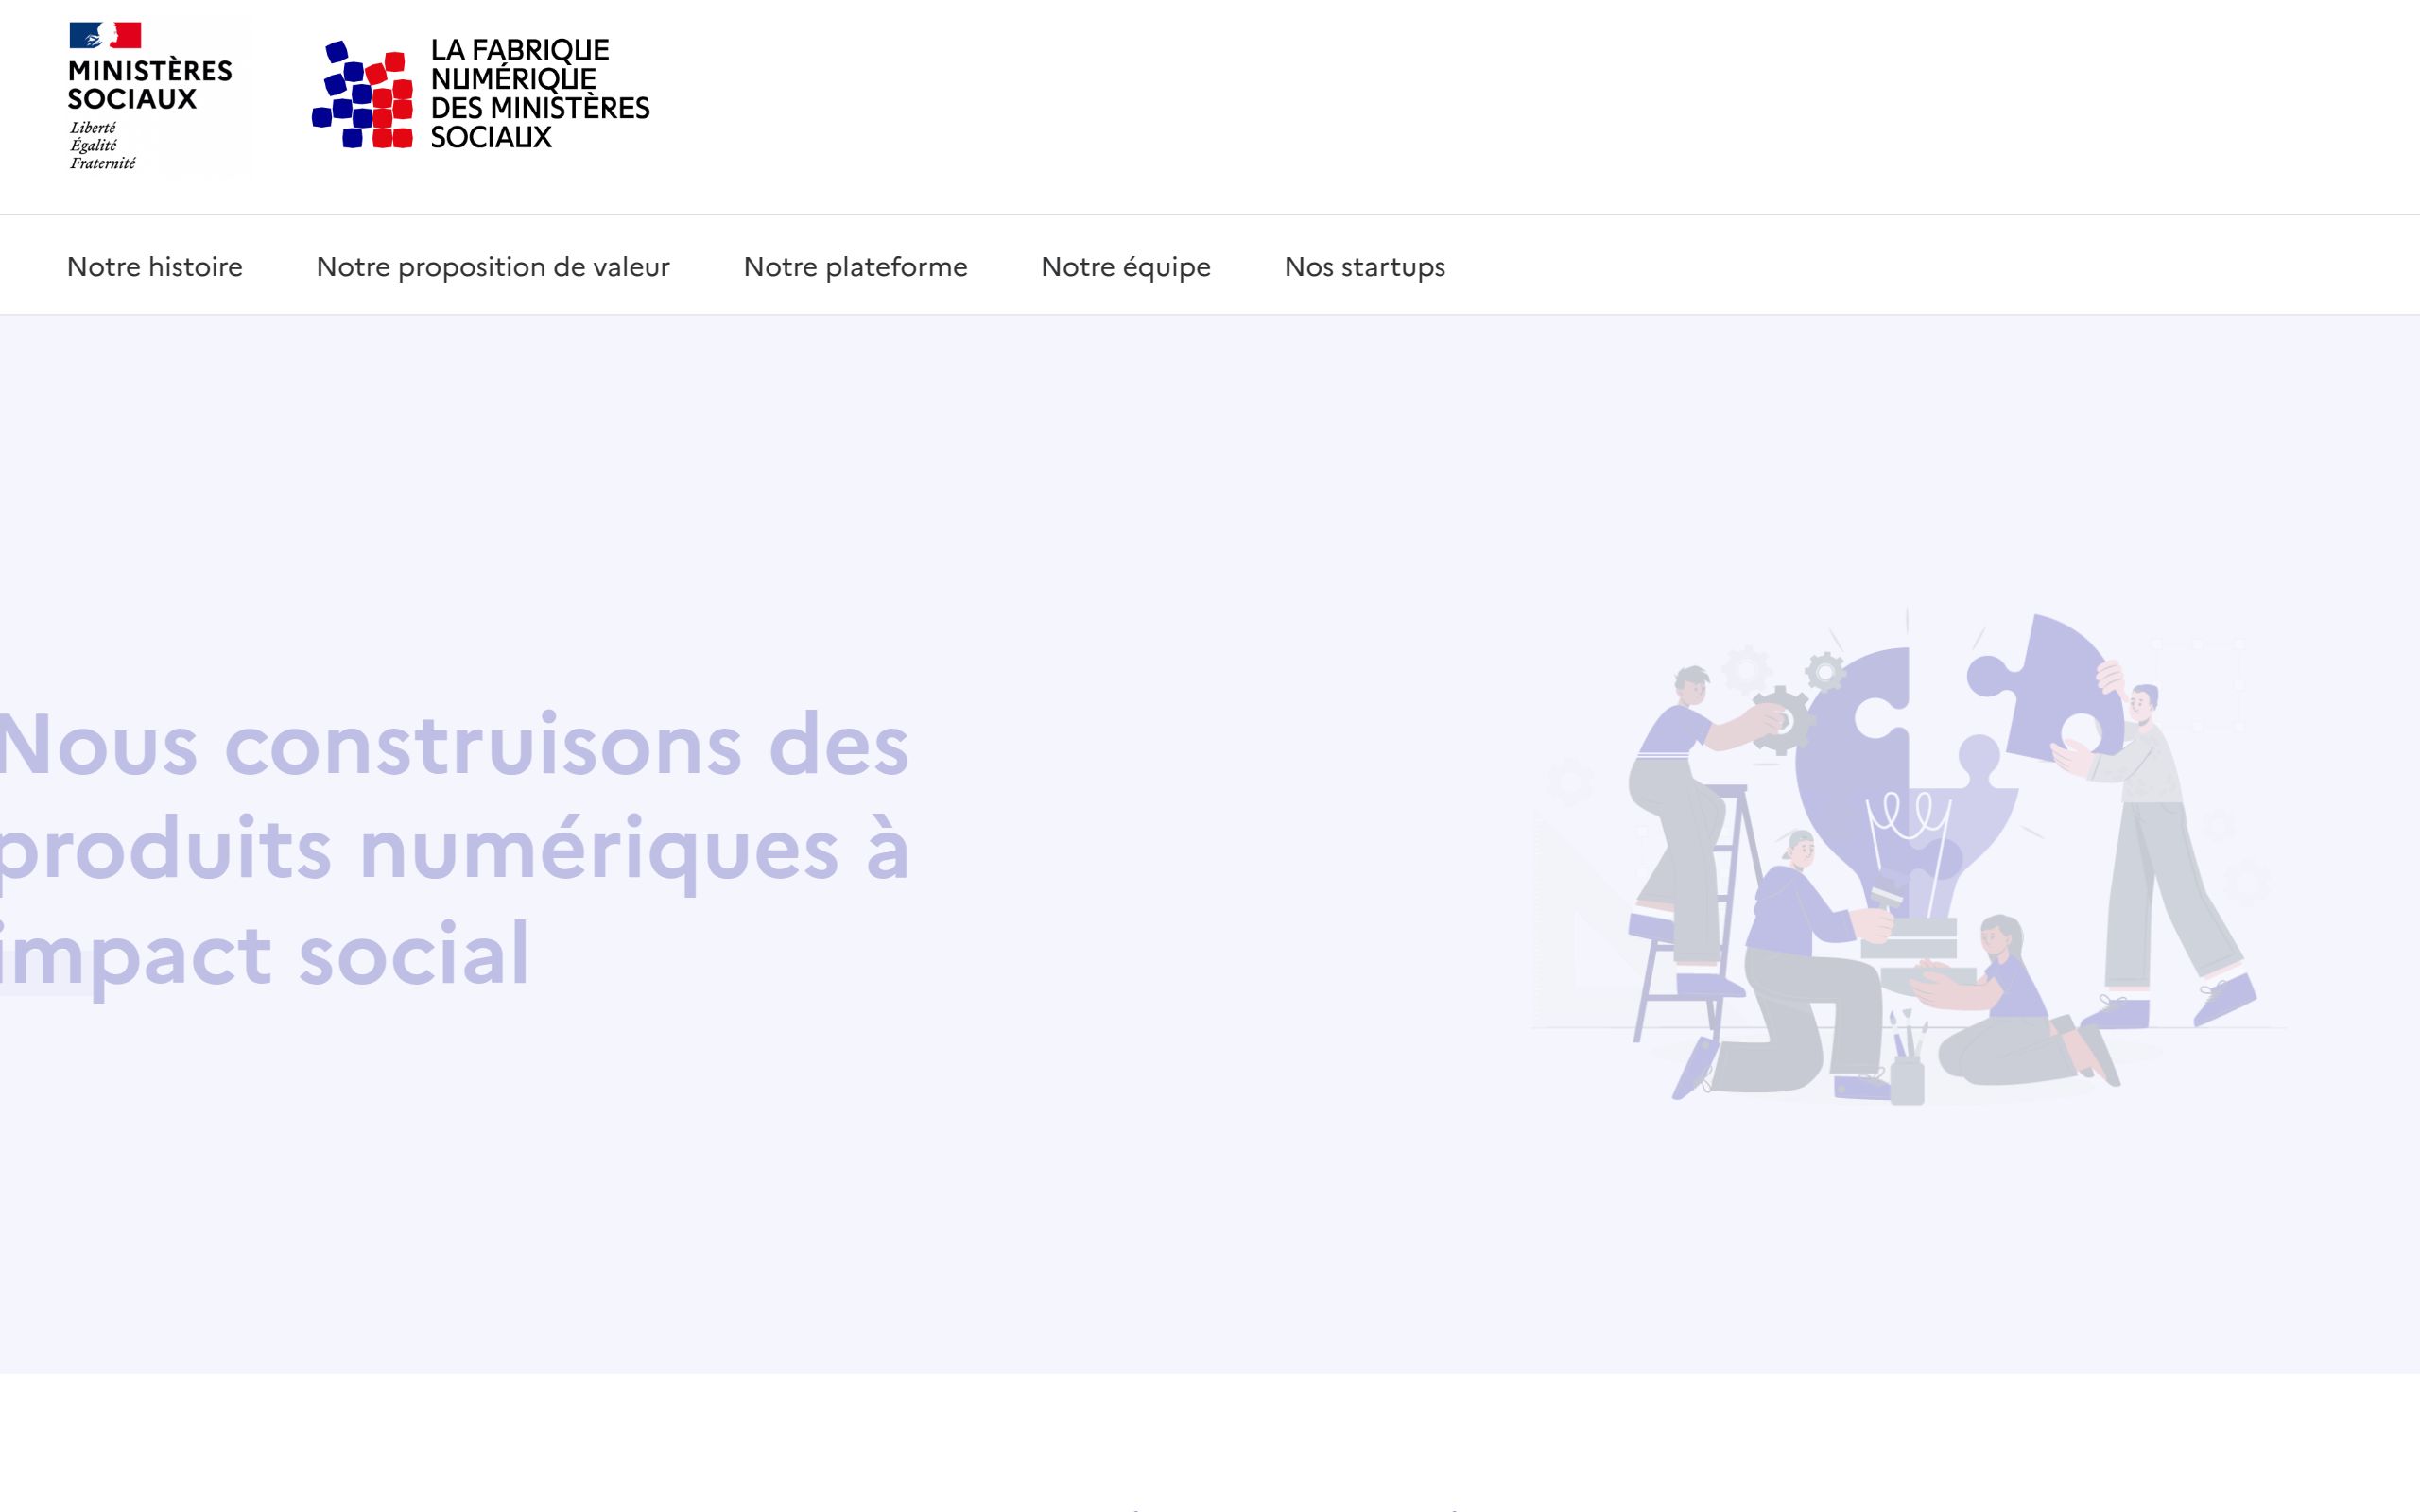 MINISTÈRES
SOCIAUX
Liberté
Égalité
Fraternité
LA FABRIQUE
NUMÉRIQUE
DES MINISTÈRES
SOCIAUX
Notre histoire
Notre proposition de valeur
Notre plateforme
Notre équipe
Nos startups
Nous construisons des
produits numériques à
impact social